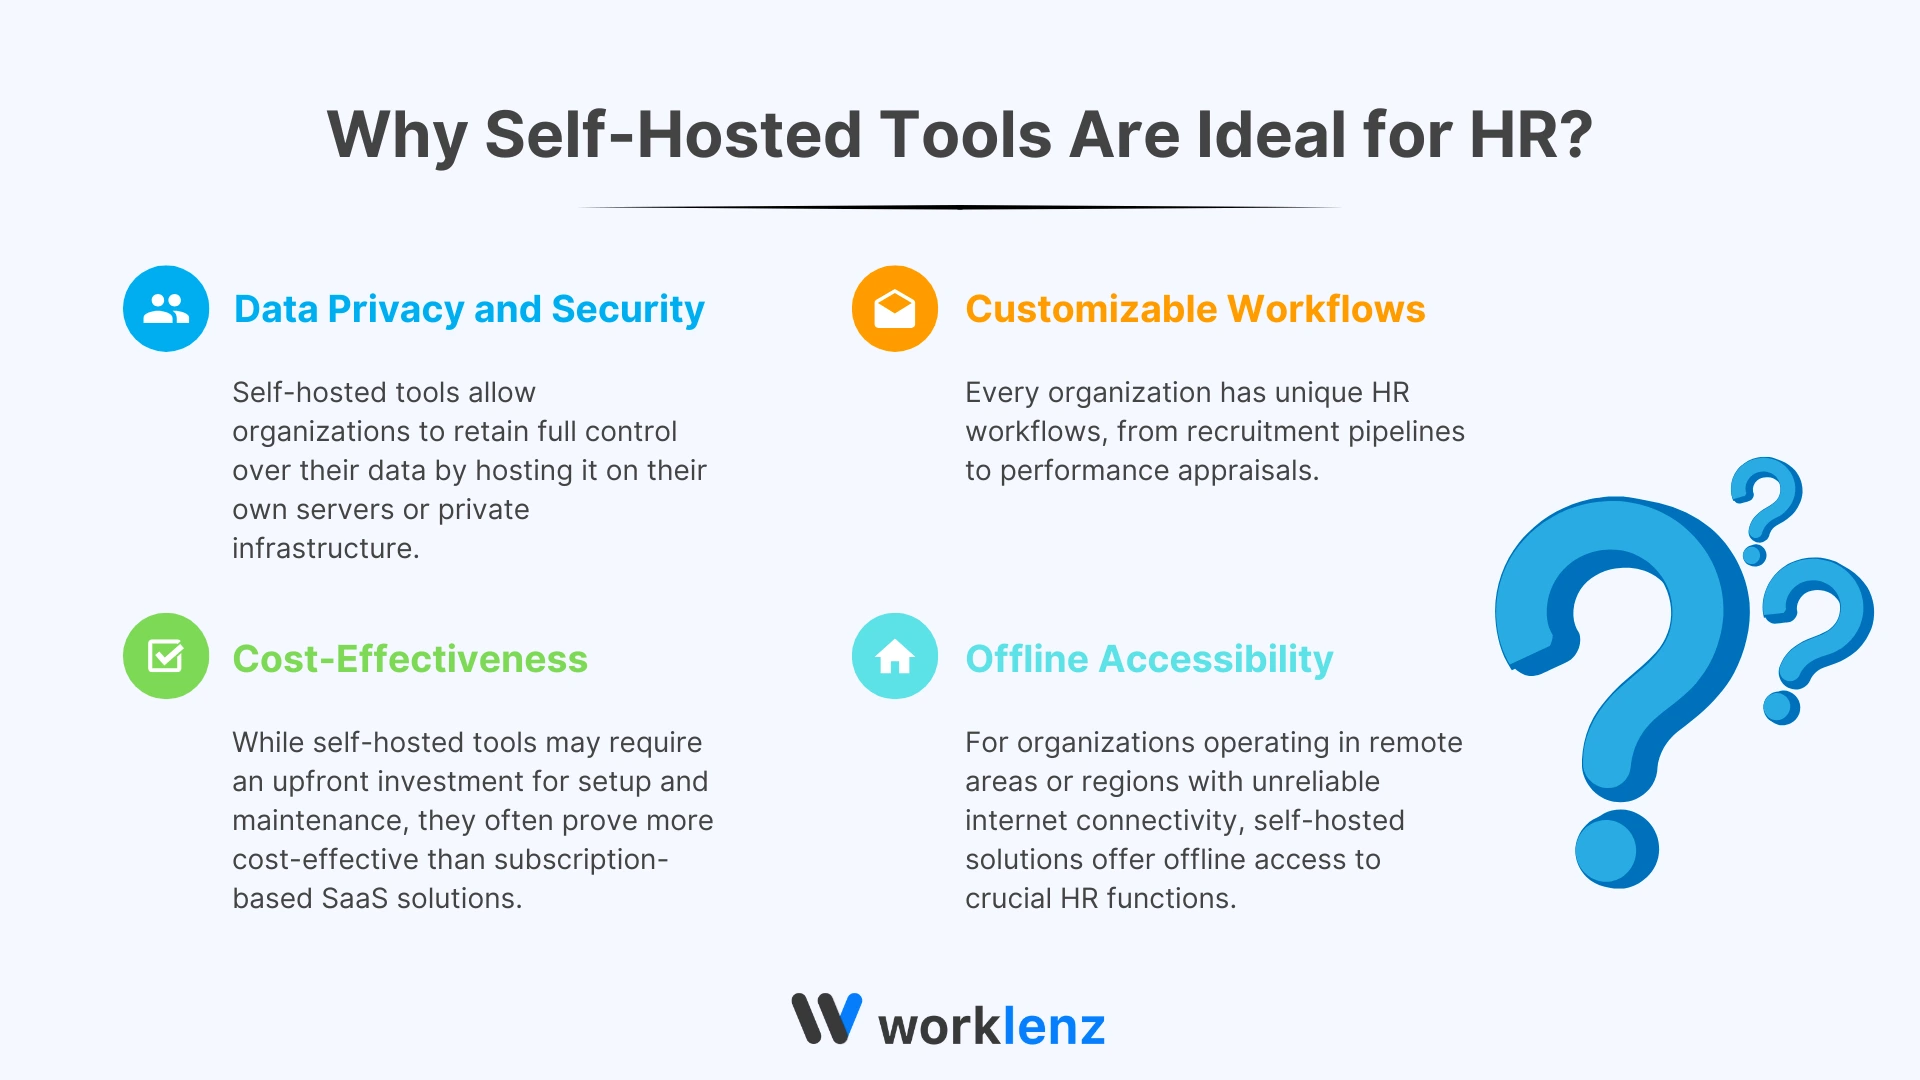 Why Self-Hosted Tools Are Ideal for HR?
Data Privacy and Security
Self-hosted tools allow
organizations to retain full control
over their data by hosting it on their
own servers or private
infrastructure.
Customizable Workflows
Every organization has unique HR
workflows, from recruitment pipelines
to performance appraisals.
Cost-Effectiveness
While self-hosted tools may require
an upfront investment for setup and
maintenance, they often prove more
cost-effective than subscription-
based SaaS solutions.
Offline Accessibility
For organizations operating in remote
areas or regions with unreliable
internet connectivity, self-hosted
solutions offer offline access to
crucial HR functions.
worklenz